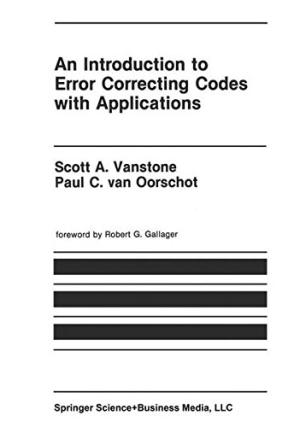 An Introduction to
Error Correcting Codes
with Applications
Scott A. Vanstone
Paul C. van Oorschot
foreword by Robert G. Gallager
Springer Science+Business Media, LLC